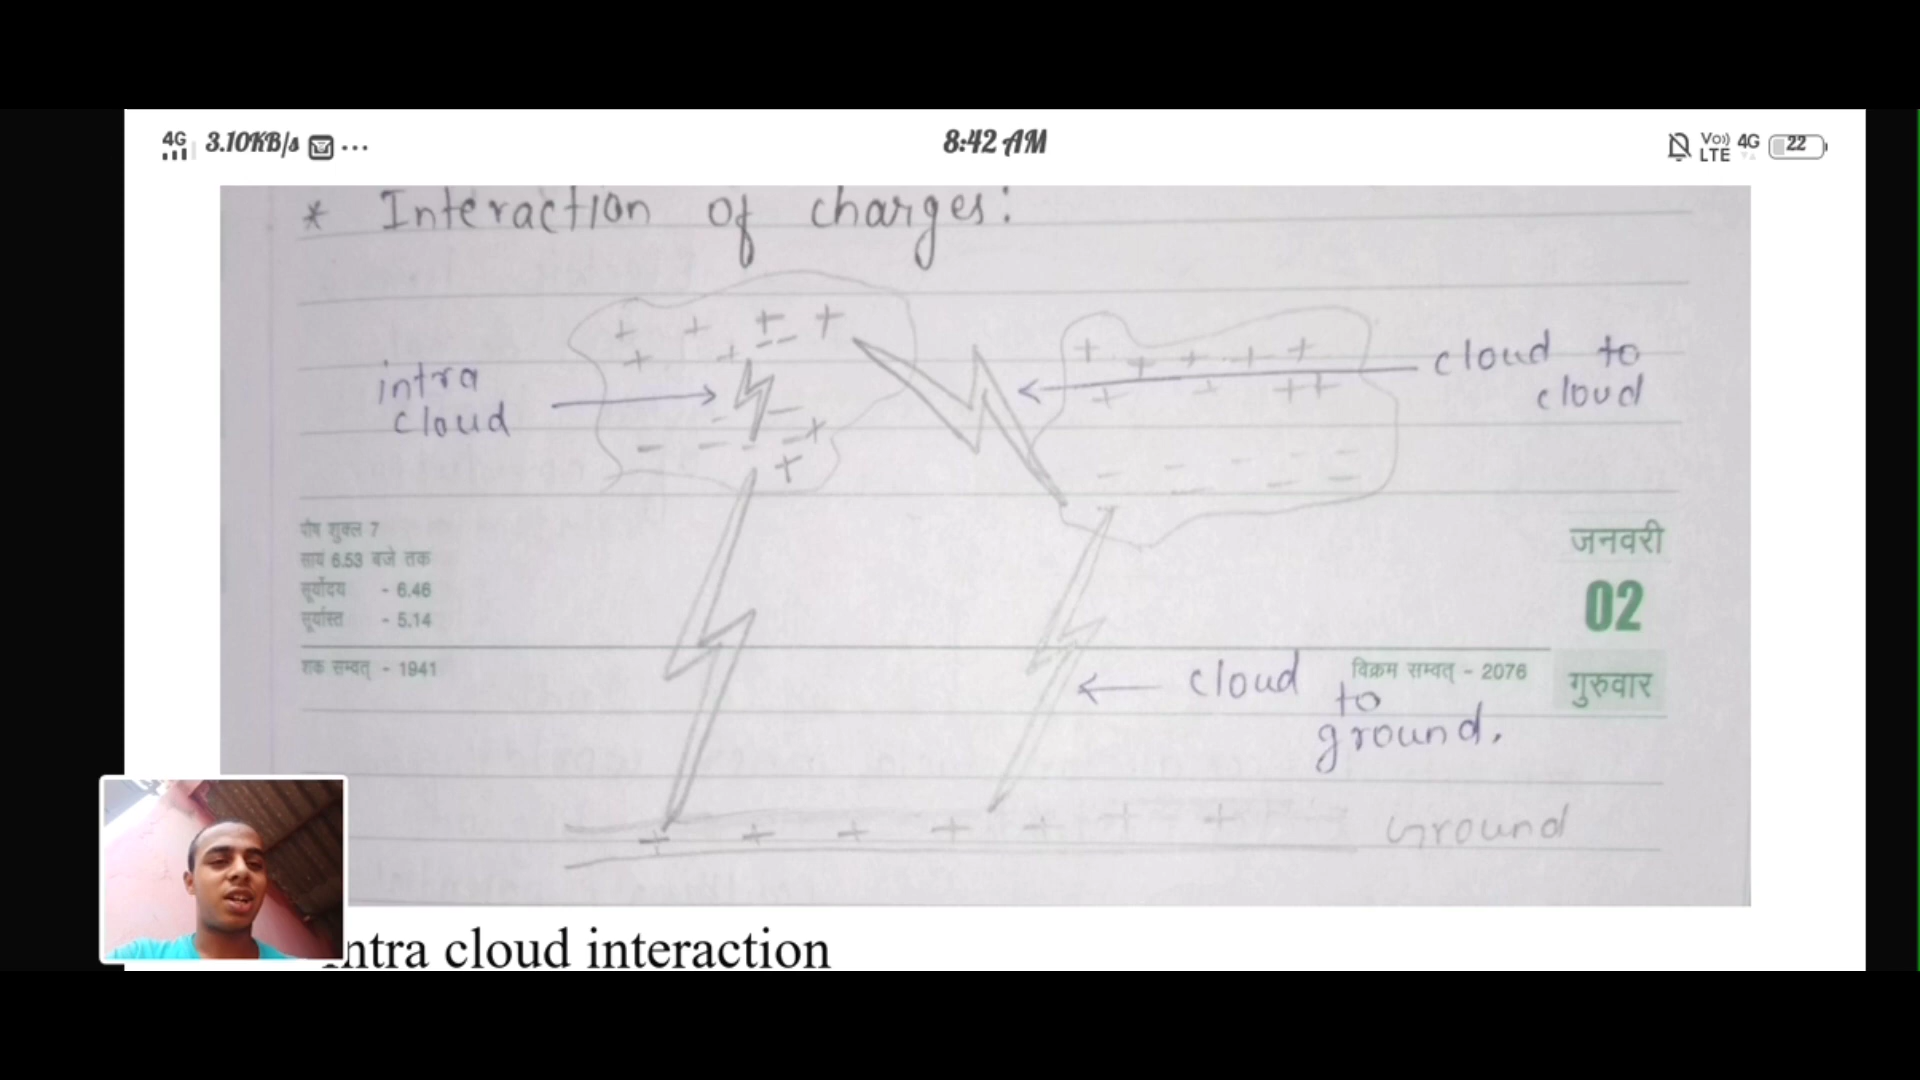 4G 3.10KB/s ...
8:42 AM
Vo)) LTE 4G 22
* Interaction of charges:
intra
cloud
cloud to
cloud
पौष शुक्ल 7
सायं 6.53 बजे तक
सूर्योदय - 6.46
सूर्यास्त - 5.14
शक सम्वत् - 1941
जनवरी
02
गुरुवार
विक्रम सम्वत् - 2076
cloud
to
ground.
Ground
ntra cloud interaction